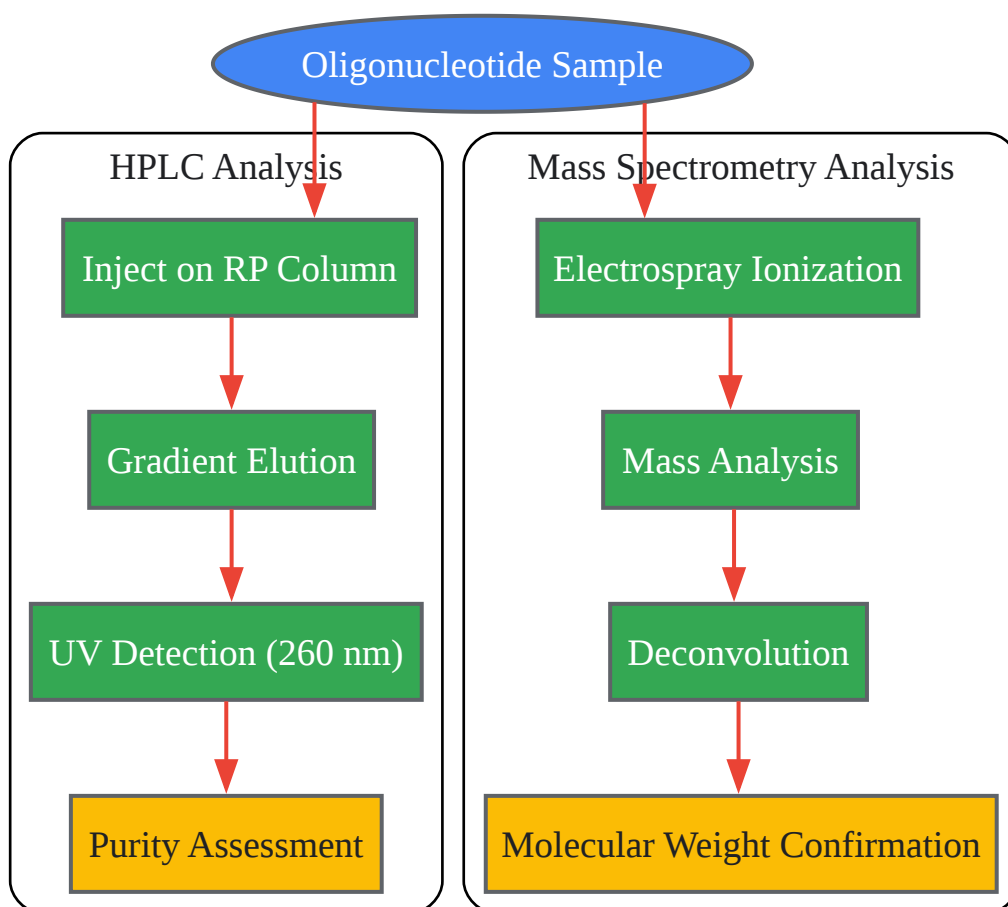 Oligonucleotide Sample
HPLC Analysis
Inject on RP Column
Gradient Elution
UV Detection (260 nm)
Purity Assessment
Mass Spectrometry Analysis
Electrospray Ionization
Mass Analysis
Deconvolution
Molecular Weight Confirmation